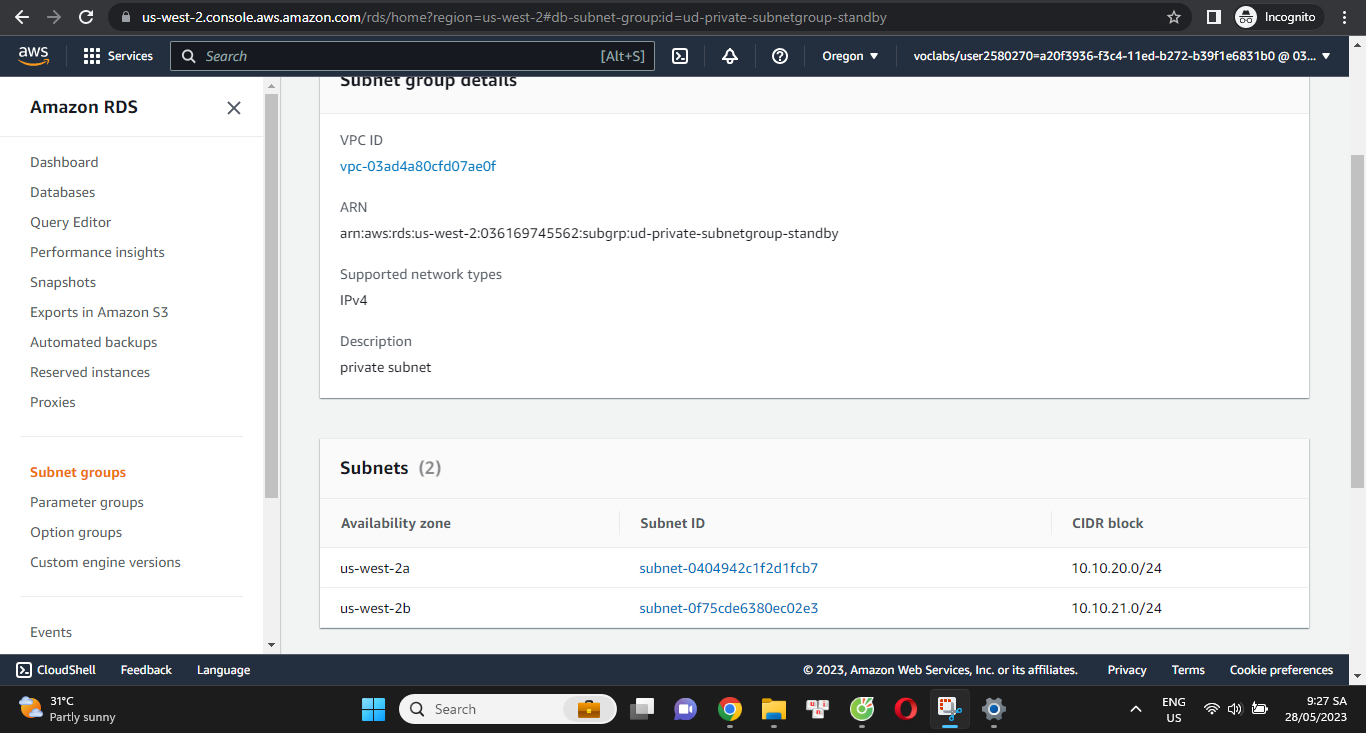 us-west-2.console.aws.amazon.com/rds/home?region=us-west-2#db-subnet-group:id=ud-private-subnetgroup-standby
Incognito
aws
Services
Search
[Alt+S]
Oregon
voclabs/user2580270=a20f3936-f3c4-11ed-b272-b39f1e6831b0 @ 03...
Amazon RDS
Dashboard
Databases
Query Editor
Performance insights
Snapshots
Exports in Amazon S3
Automated backups
Reserved instances
Proxies
Subnet groups
Parameter groups
Option groups
Custom engine versions
Events
Subnet group details
VPC ID
vpc-03ad4a80cfd07ae0f
ARN
arn:aws:rds:us-west-2:036169745562:subgrp:ud-private-subnetgroup-standby
Supported network types
IPv4
Description
private subnet
Subnets (2)
Availability zone Subnet ID CIDR block
us-west-2a subnet-0404942c1f2d1fcb7 10.10.20.0/24
us-west-2b subnet-0f75cde6380ec02e3 10.10.21.0/24
CloudShell Feedback Language © 2023, Amazon Web Services, Inc. or its affiliates. Privacy Terms Cookie preferences
31°C
Partly sunny
Search
ENG
US
9:27 SA
28/05/2023